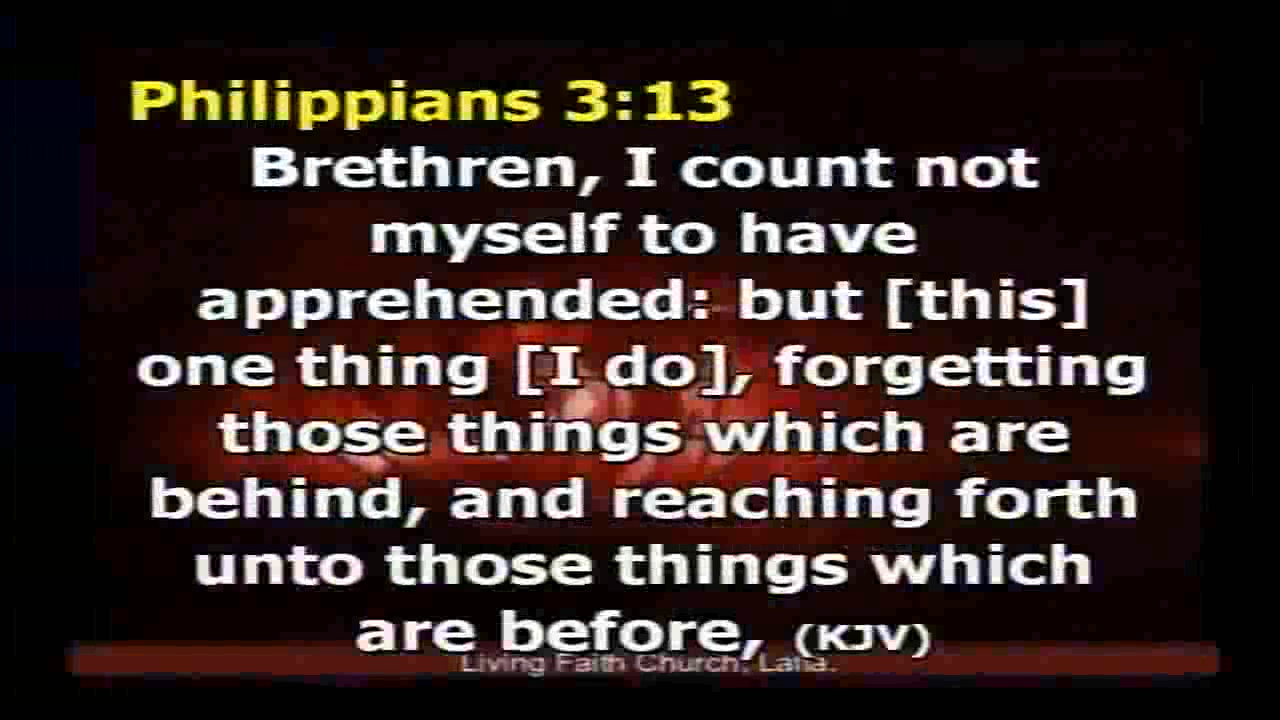 Philippians 3:13
Brethren, I count not
myself to have
apprehended: but [this]
one thing [I do], forgetting
those things which are
behind, and reaching forth
unto those things which
are before, (KJV)
Living Faith Church,